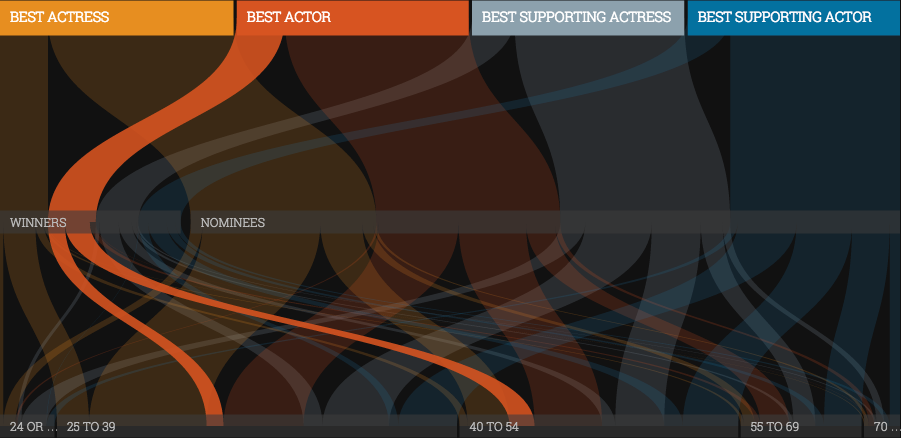 BEST ACTRESS
BEST ACTOR
BEST SUPPORTING ACTRESS
BEST SUPPORTING ACTOR
WINNERS
NOMINEES
24 OR ...
25 TO 39
40 TO 54
55 TO 69
70 ...